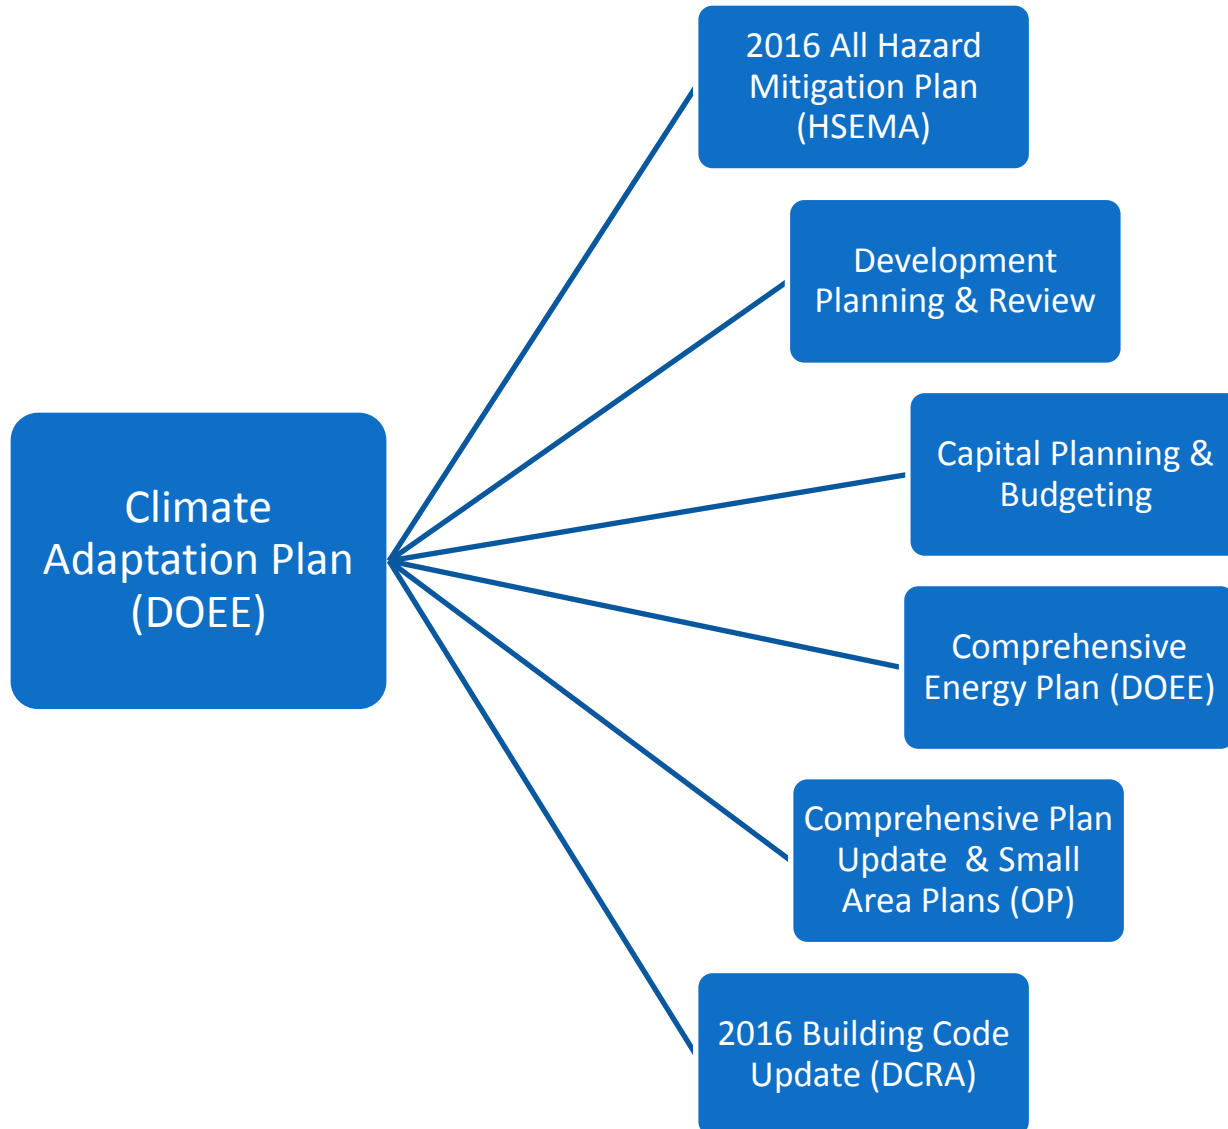 2016 All Hazard
Mitigation Plan
(HSEMA)
Development
Planning & Review
Capital Planning &
Budgeting
Climate
Adaptation Plan
(DOEE)
Comprehensive
Energy Plan (DOEE)
Comprehensive Plan
Update & Small
Area Plans (OP)
2016 Building Code
Update (DCRA)